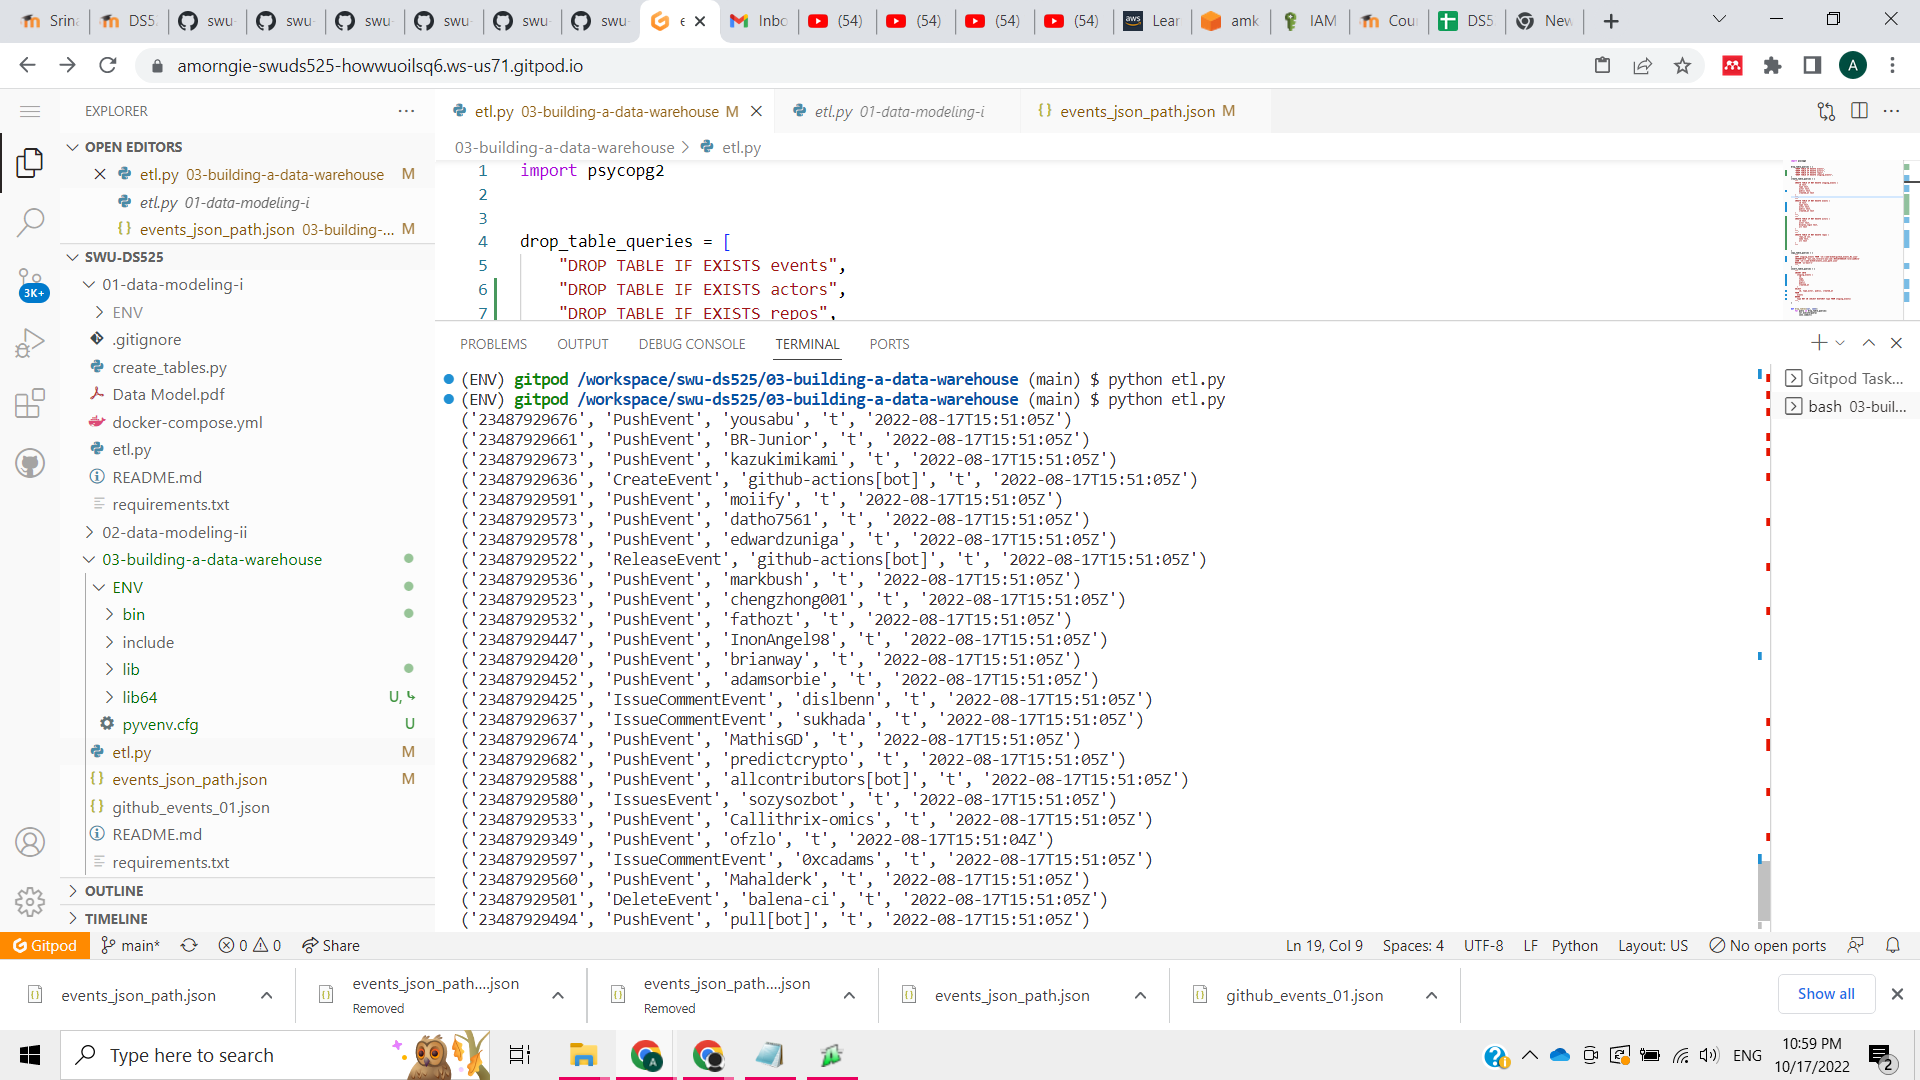 Srina
DS5
swu-
swu-
swu-
swu-
swu-
swu-
e
Inbo
(54)
(54)
(54)
(54)
aws
Lear
amk
IAM
Cou
DS5
New
amorngie-swuds525-howwuoilsq6.ws-us71.gitpod.io
A
EXPLORER
OPEN EDITORS
etl.py 03-building-a-data-warehouse M
etl.py 01-data-modeling-i
events_json_path.json 03-building-... M
SWU-DS525
3K+
01-data-modeling-i
ENV
.gitignore
create_tables.py
Data Model.pdf
docker-compose.yml
etl.py
README.md
requirements.txt
02-data-modeling-ii
03-building-a-data-warehouse
ENV
bin
include
lib
lib64 U,
pyvenv.cfg U
etl.py M
events_json_path.json M
github_events_01.json
README.md
requirements.txt
OUTLINE
TIMELINE
etl.py 03-building-a-data-warehouse M
etl.py 01-data-modeling-i
events_json_path.json M
03-building-a-data-warehouse > etl.py
1 import psycopg2
2
3
4 drop_table_queries = [
5 "DROP TABLE IF EXISTS events",
6 "DROP TABLE IF EXISTS actors",
7 "DROP TABLE IF EXISTS repos",
PROBLEMS OUTPUT DEBUG CONSOLE TERMINAL PORTS
(ENV) gitpod /workspace/swu-ds525/03-building-a-data-warehouse (main) $ python etl.py
(ENV) gitpod /workspace/swu-ds525/03-building-a-data-warehouse (main) $ python etl.py
('23487929676', 'PushEvent', 'yousabu', 't', '2022-08-17T15:51:05Z')
('23487929661', 'PushEvent', 'BR-Junior', 't', '2022-08-17T15:51:05Z')
('23487929673', 'PushEvent', 'kazukimikami', 't', '2022-08-17T15:51:05Z')
('23487929636', 'CreateEvent', 'github-actions[bot]', 't', '2022-08-17T15:51:05Z')
('23487929591', 'PushEvent', 'moiify', 't', '2022-08-17T15:51:05Z')
('23487929573', 'PushEvent', 'datho7561', 't', '2022-08-17T15:51:05Z')
('23487929578', 'PushEvent', 'edwardzuniga', 't', '2022-08-17T15:51:05Z')
('23487929522', 'ReleaseEvent', 'github-actions[bot]', 't', '2022-08-17T15:51:05Z')
('23487929536', 'PushEvent', 'markbush', 't', '2022-08-17T15:51:05Z')
('23487929523', 'PushEvent', 'chengzhong001', 't', '2022-08-17T15:51:05Z')
('23487929532', 'PushEvent', 'fathozt', 't', '2022-08-17T15:51:05Z')
('23487929447', 'PushEvent', 'InonAngel98', 't', '2022-08-17T15:51:05Z')
('23487929420', 'PushEvent', 'brianway', 't', '2022-08-17T15:51:05Z')
('23487929452', 'PushEvent', 'adamsorbie', 't', '2022-08-17T15:51:05Z')
('23487929425', 'IssueCommentEvent', 'dislbenn', 't', '2022-08-17T15:51:05Z')
('23487929637', 'IssueCommentEvent', 'sukhada', 't', '2022-08-17T15:51:05Z')
('23487929674', 'PushEvent', 'MathisGD', 't', '2022-08-17T15:51:05Z')
('23487929682', 'PushEvent', 'predictcrypto', 't', '2022-08-17T15:51:05Z')
('23487929588', 'PushEvent', 'allcontributors[bot]', 't', '2022-08-17T15:51:05Z')
('23487929580', 'IssuesEvent', 'sozysozbot', 't', '2022-08-17T15:51:05Z')
('23487929533', 'PushEvent', 'Callithrix-omics', 't', '2022-08-17T15:51:05Z')
('23487929349', 'PushEvent', 'ofzlo', 't', '2022-08-17T15:51:04Z')
('23487929597', 'IssueCommentEvent', '0xcadams', 't', '2022-08-17T15:51:05Z')
('23487929560', 'PushEvent', 'Mahalderk', 't', '2022-08-17T15:51:05Z')
('23487929501', 'DeleteEvent', 'balena-ci', 't', '2022-08-17T15:51:05Z')
('23487929494', 'PushEvent', 'pull[bot]', 't', '2022-08-17T15:51:05Z')
Gitpod Task...
bash 03-buil...
Gitpod main* 0 0 Share
Ln 19, Col 9 Spaces: 4 UTF-8 LF Python Layout: US No open ports
events_json_path.json
events_json_path....json
Removed
events_json_path....json
Removed
events_json_path.json
github_events_01.json
Show all
Type here to search
A
ENG
10:59 PM
10/17/2022
2